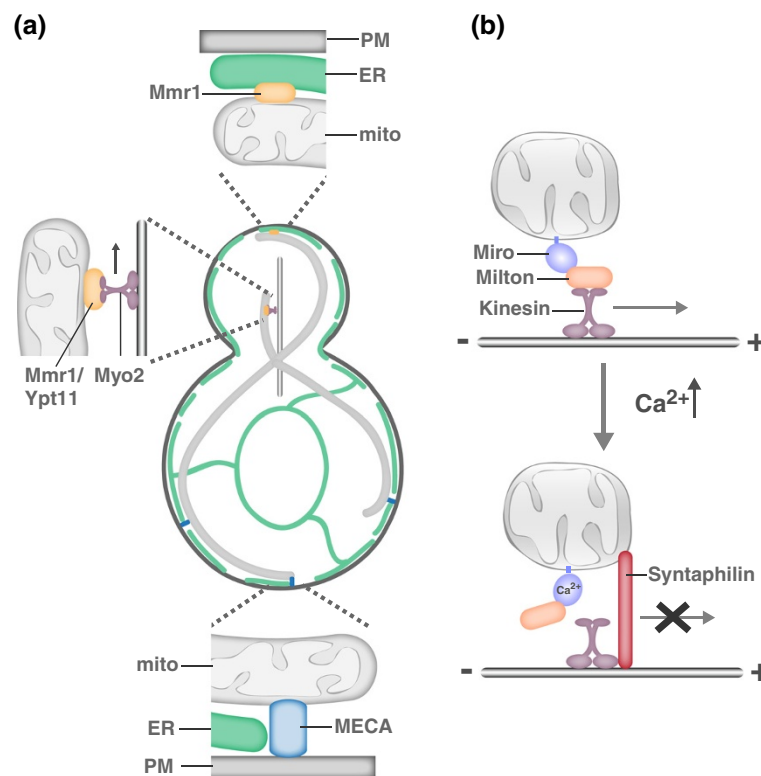 (a)
PM
ER
Mmr1
mito
Mmr1/
Ypt11
Myo2
mito
ER
MECA
PM
(b)
Miro
Milton
Kinesin
- +
Ca2+
Ca2+
Syntaphilin
- +